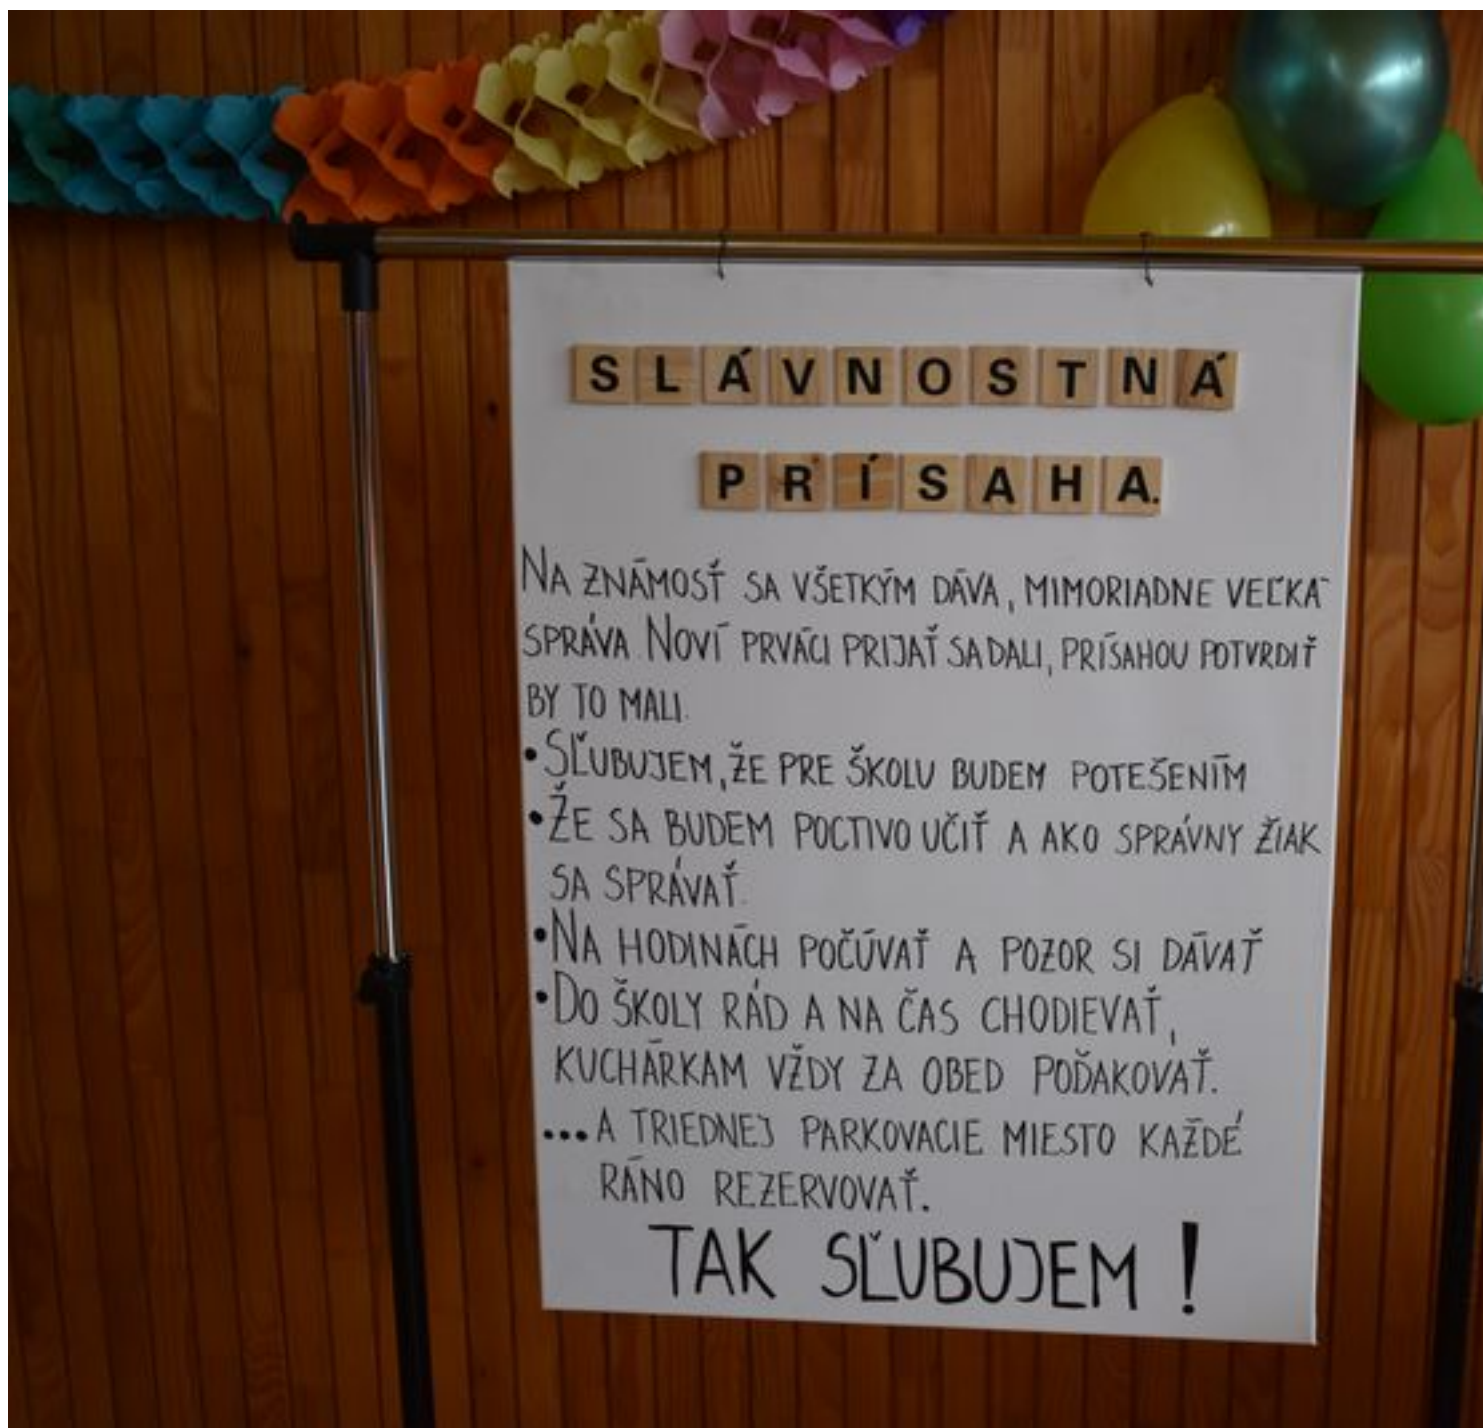 SLÁVNOSTNÁ
PRÍSAHA.
NA ZNÁMOSŤ SA VŠETKÝM DÁVA, MIMORIADNE VEĽKÁ
SPRÁVA. NOVÍ PRVÁCI PRIJAŤ SA DALI, PRÍSAHOU POTVRDIŤ
BY TO MALI.
• SĽUBUJEM, ŽE PRE ŠKOLU BUDEM POTEŠENÍM
• ŽE SA BUDEM POCTIVO UČIŤ A AKO SPRÁVNY ŽIAK
SA SPRÁVAŤ.
• NA HODINÁCH POČÚVAŤ A POZOR SI DÁVAŤ
• DO ŠKOLY RÁD A NA ČAS CHODIEVAŤ,
KUCHÁRKAM VŽDY ZA OBED POĎAKOVAŤ.
... A TRIEDNEJ PARKOVACIE MIESTO KAŽDÉ
RÁNO REZERVOVAŤ.
TAK SĽUBUJEM!